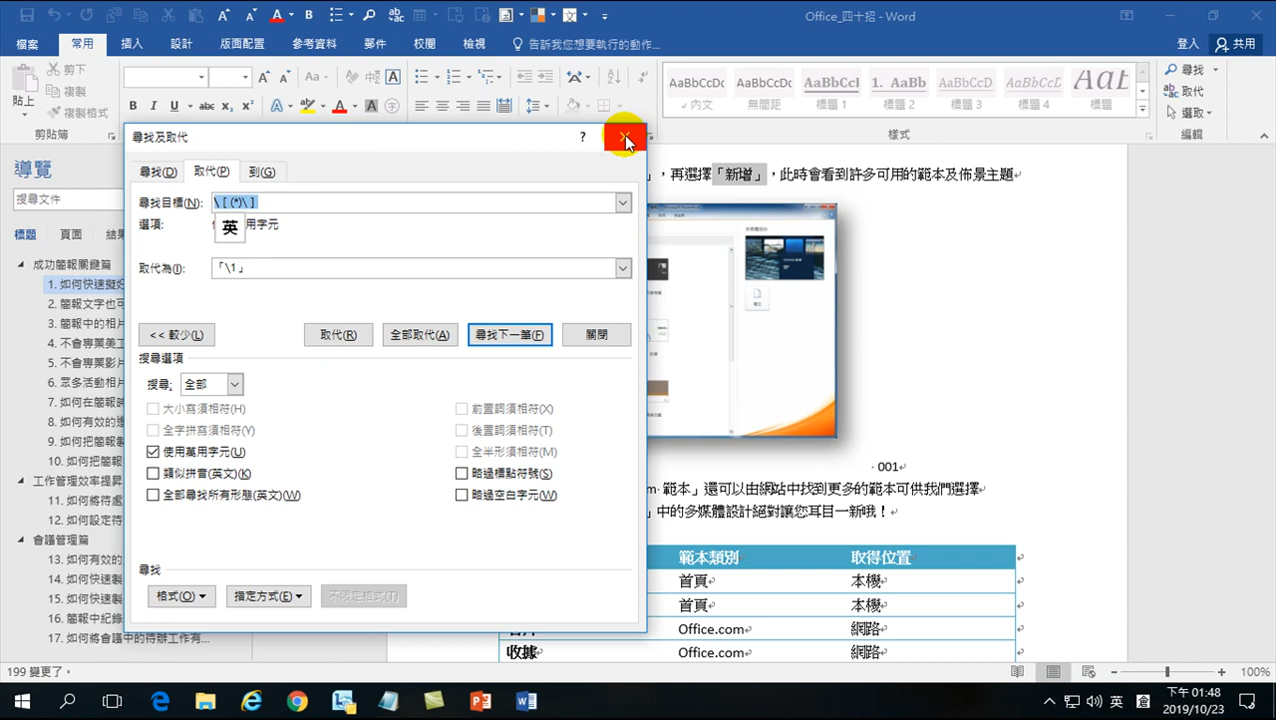 Office_四十招 - Word
檔案 常用 插入 設計 版面配置 參考資料 郵件 校閱 檢視 告訴我您想要執行的動作... 登入 共用
貼上 剪下 複製 複製格式
AaBbCcDc AaBbCcDc AaBbCcI 1. AaBb AaBbCcD AaBbCcDc Aat
內文 無間距 標題 1 標題 2 標題 3 標題 4 標題
尋找 取代 選取
剪貼簿 樣式 編輯
尋找及取代 ?
尋找(D) 取代(P) 到(G)
尋找目標(N): \[(*)\]
選項: 用字元
英
取代為(I): 「\1」
<< 較少(L) 取代(R) 全部取代(A) 尋找下一筆(F) 關閉
搜尋選項
搜尋: 全部
大小寫須相符(H) 前置詞須相符(X)
全字拼寫須相符(Y) 後置詞須相符(T)
使用萬用字元(U) 全半形須相符(M)
類似拼音(英文)(K) 略過標點符號(S)
全部尋找所有形態(英文)(W) 略過空白字元(W)
尋找
格式(O) 指定方式(E) 不限定格式(T)
導覽
搜尋文件
標題 頁面 結果
成功簡報關鍵篇
1. 如何快速擬好
2. 簡報文字也可
3. 簡報中的相片
4. 不會專業美工
5. 不會專業影片
6. 眾多活動相片
7. 如何在簡報時
8. 如何有效的運
9. 如何把簡報製
10. 如何把簡報
工作管理效率提昇
11. 如何將待處
12. 如何設定待
會議管理篇
13. 如何有效的
14. 如何快速製
15. 如何快速製
16. 簡報中紀錄
17. 如何將會議中的待辦工作有...
」，再選擇「新增」，此時會看到許多可用的範本及佈景主題
001
m 範本」還可以由網站中找到更多的範本可供我們選擇
」中的多媒體設計絕對讓您耳目一新哦！
範本類別 取得位置
首頁 本機
首頁 本機
Office.com 網路
收據 Office.com 網路
199 變更了。 100%
英 下午 01:48
2019/10/23